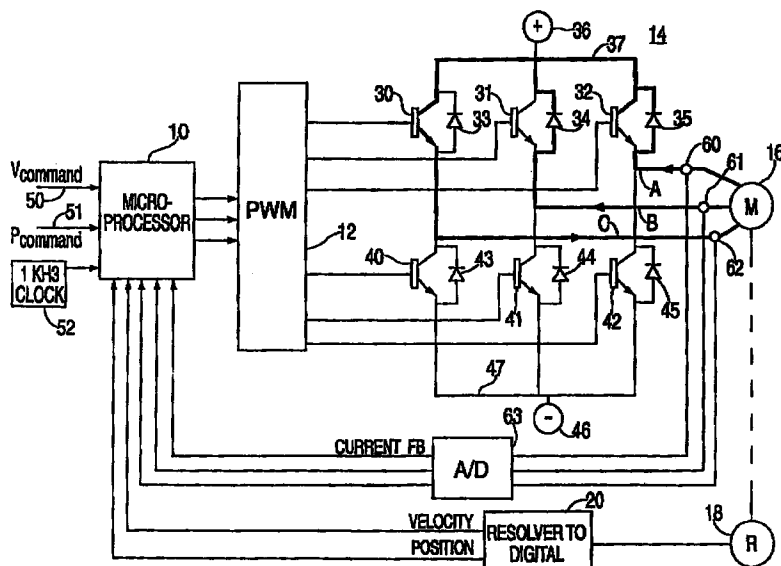 +
36
37
14
30
31
32
33
34
35
60
61
16
10
Vcommand
50
MICRO-
PROCESSOR
PWM
A
B
C
M
51
Pcommand
12
62
1 KH3
CLOCK
52
40
41
42
43
44
45
47
-
46
63
CURRENT FB
A/D
20
18
VELOCITY
POSITION
RESOLVER TO
DIGITAL
R